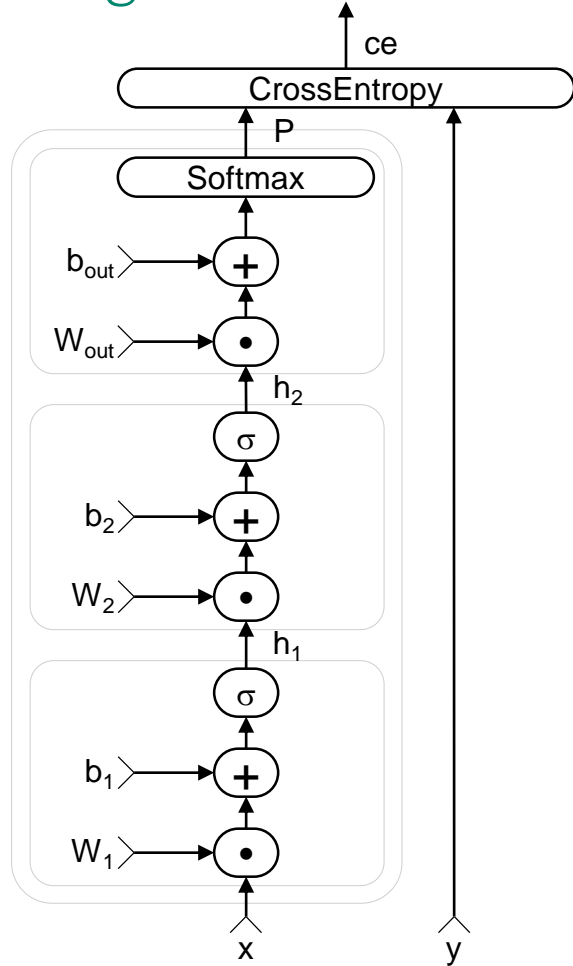 ce
CrossEntropy
P
Softmax
b_out
+
W_out
•
h_2
σ
b_2
+
W_2
•
h_1
σ
b_1
+
W_1
•
x y